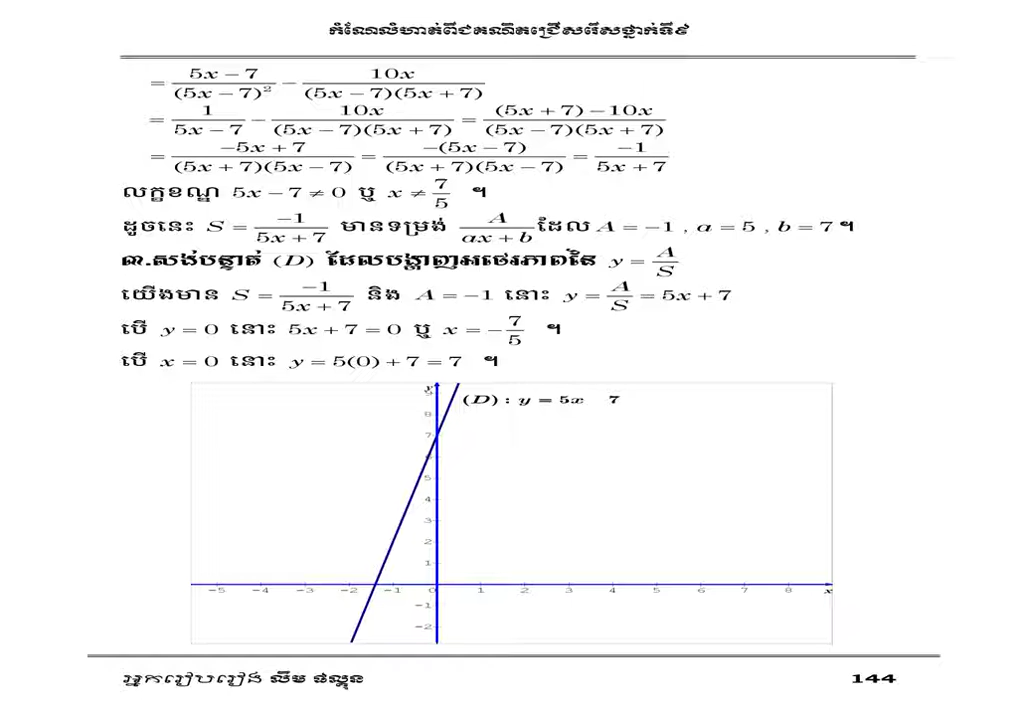 កំណែលំហាត់ពីជគណិតជ្រើសរើសថ្នាក់ទី៩
= (5x − 7)/(5x − 7)² − 10x/((5x − 7)(5x + 7))
= 1/(5x − 7) − 10x/((5x − 7)(5x + 7)) = ((5x + 7) − 10x)/((5x − 7)(5x + 7))
= (−5x + 7)/((5x + 7)(5x − 7)) = −(5x − 7)/((5x + 7)(5x − 7)) = −1/(5x + 7)
លក្ខខណ្ឌ 5x − 7 ≠ 0 ឬ x ≠ 7/5 ។
ដូចនេះ S = −1/(5x + 7) មានទម្រង់ A/(ax + b) ដែល A = −1 , a = 5 , b = 7 ។
៣.សង់បន្ទាត់ (D) ដែលបង្ហាញអថេរភាពនៃ y = A/S
យើងមាន S = −1/(5x + 7) និង A = −1 នោះ y = A/S = 5x + 7
បើ y = 0 នោះ 5x + 7 = 0 ឬ x = −7/5 ។
បើ x = 0 នោះ y = 5(0) + 7 = 7 ។
y
9
(D) : y = 5x 7
8
7
6
5
4
3
2
1
−5 −4 −3 −2 −1 0 1 2 3 4 5 6 7 8 x
−1
−2
អ្នករៀបរៀង លឹម ផល្គុន 144